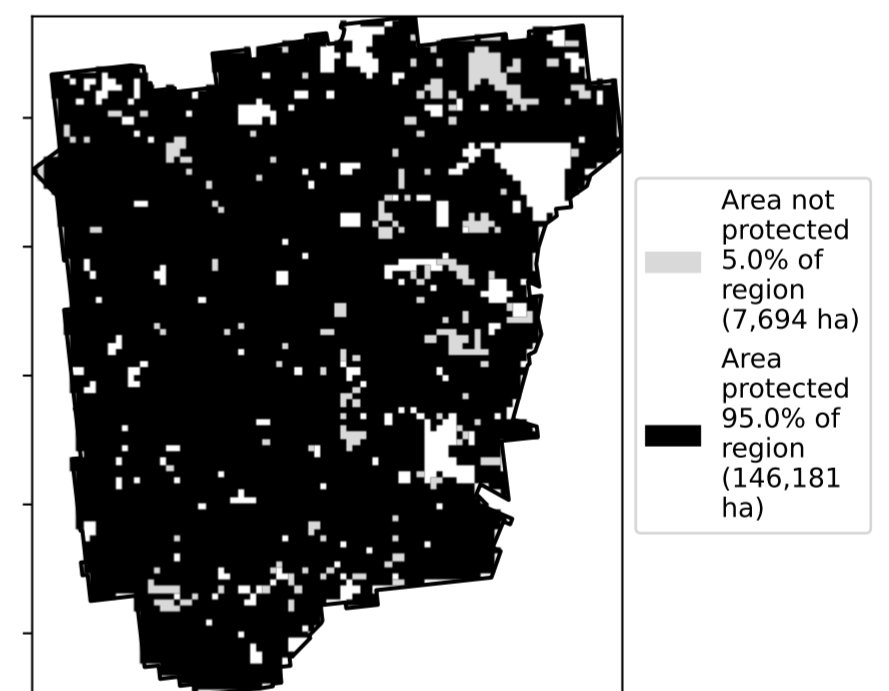 Area not
protected
5.0% of
region
(7,694 ha)
Area
protected
95.0% of
region
(146,181
ha)